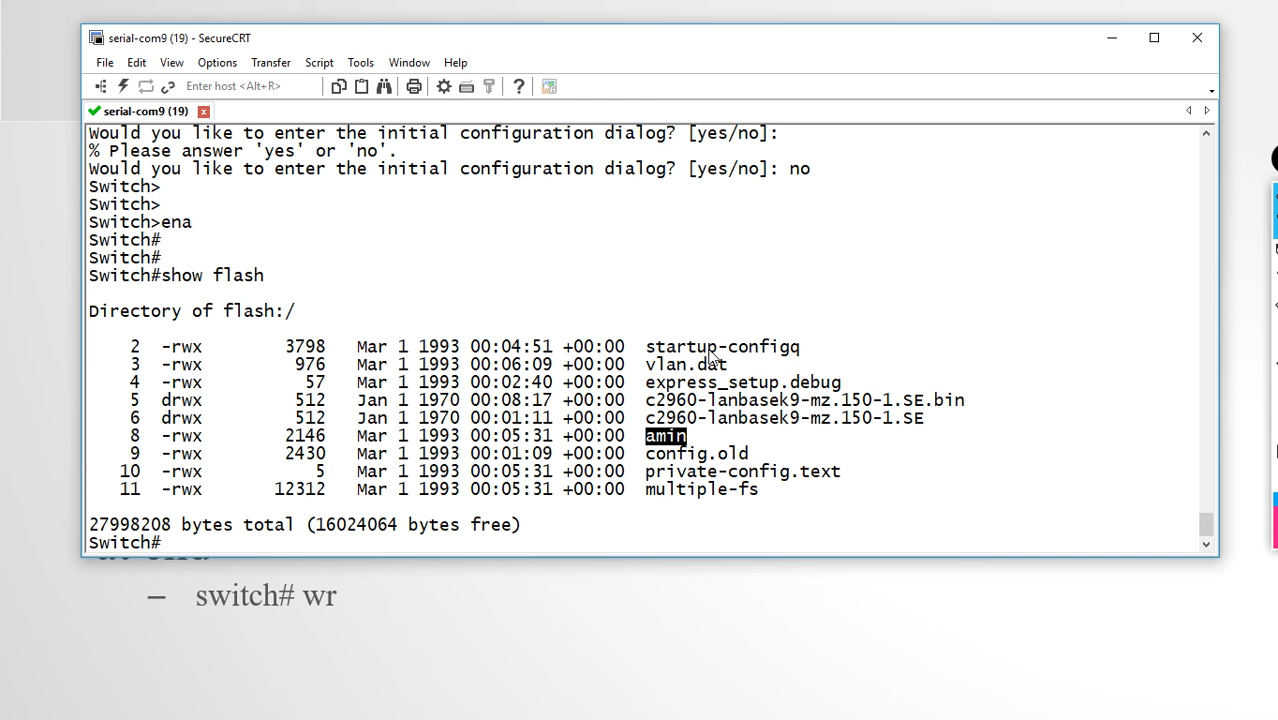 serial-com9 (19) - SecureCRT
File Edit View Options Transfer Script Tools Window Help
Enter host <Alt+R>
serial-com9 (19)
Would you like to enter the initial configuration dialog? [yes/no]:
% Please answer 'yes' or 'no'.
Would you like to enter the initial configuration dialog? [yes/no]: no
Switch>
Switch>
Switch>ena
Switch#
Switch#
Switch#show flash
Directory of flash:/
2 -rwx 3798 Mar 1 1993 00:04:51 +00:00 startup-configq
3 -rwx 976 Mar 1 1993 00:06:09 +00:00 vlan.dat
4 -rwx 57 Mar 1 1993 00:02:40 +00:00 express_setup.debug
5 drwx 512 Jan 1 1970 00:08:17 +00:00 c2960-lanbasek9-mz.150-1.SE.bin
6 drwx 512 Jan 1 1970 00:01:11 +00:00 c2960-lanbasek9-mz.150-1.SE
8 -rwx 2146 Mar 1 1993 00:05:31 +00:00 amin
9 -rwx 2430 Mar 1 1993 00:01:09 +00:00 config.old
10 -rwx 5 Mar 1 1993 00:05:31 +00:00 private-config.text
11 -rwx 12312 Mar 1 1993 00:05:31 +00:00 multiple-fs
27998208 bytes total (16024064 bytes free)
Switch#
– switch# wr